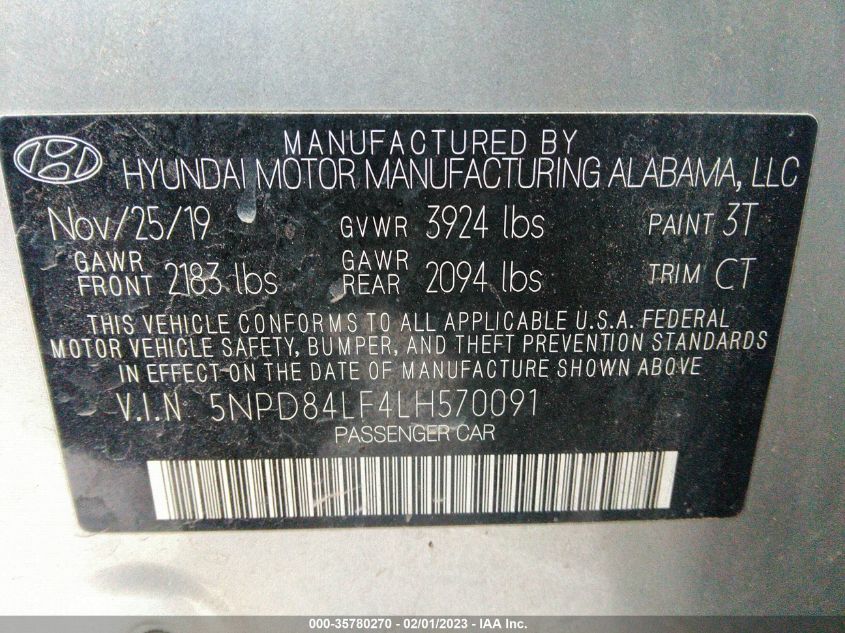 MANUFACTURED BY
HYUNDAI MOTOR MANUFACTURING ALABAMA, LLC
Nov/25/19 GVWR 3924 lbs PAINT 3T
GAWR FRONT 2183 lbs GAWR REAR 2094 lbs TRIM CT
THIS VEHICLE CONFORMS TO ALL APPLICABLE U.S.A. FEDERAL
MOTOR VEHICLE SAFETY, BUMPER, AND THEFT PREVENTION STANDARDS
IN EFFECT ON THE DATE OF MANUFACTURE SHOWN ABOVE
V.I.N 5NPD84LF4LH570091
PASSENGER CAR
000-35780270 - 02/01/2023 - IAA Inc.